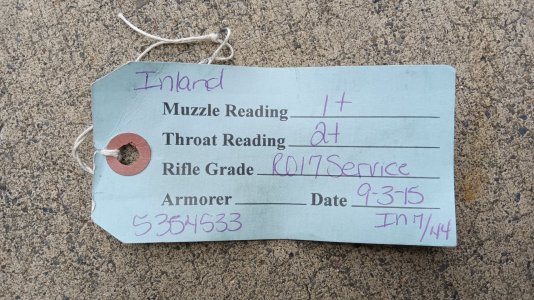 Inland
Muzzle Reading 1+
Throat Reading 2+
Rifle Grade RO17 Service
Armorer Date 9-3-15
5354533 In 7/44